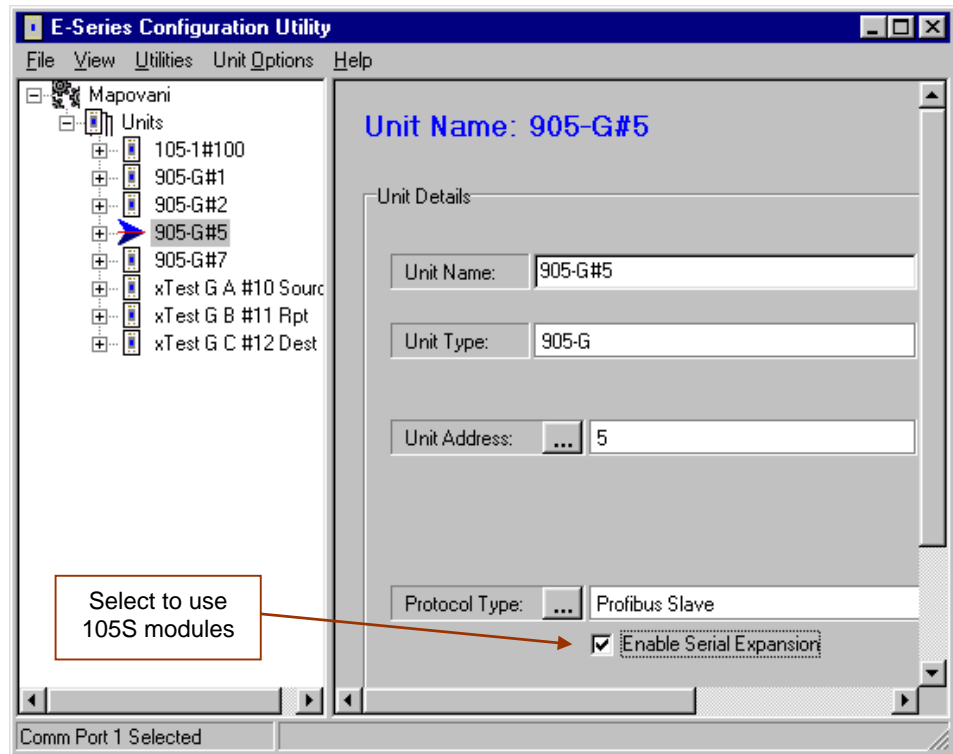 E-Series Configuration Utility
File View Utilities Unit Options Help
Mapovani
Units
105-1#100
905-G#1
905-G#2
905-G#5
905-G#7
xTest G A #10 Sourc
xTest G B #11 Rpt
xTest G C #12 Dest
Unit Name: 905-G#5
Unit Details
Unit Name: 905-G#5
Unit Type: 905-G
Unit Address: ... 5
Protocol Type: ... Profibus Slave
Enable Serial Expansion
Select to use
105S modules
Comm Port 1 Selected